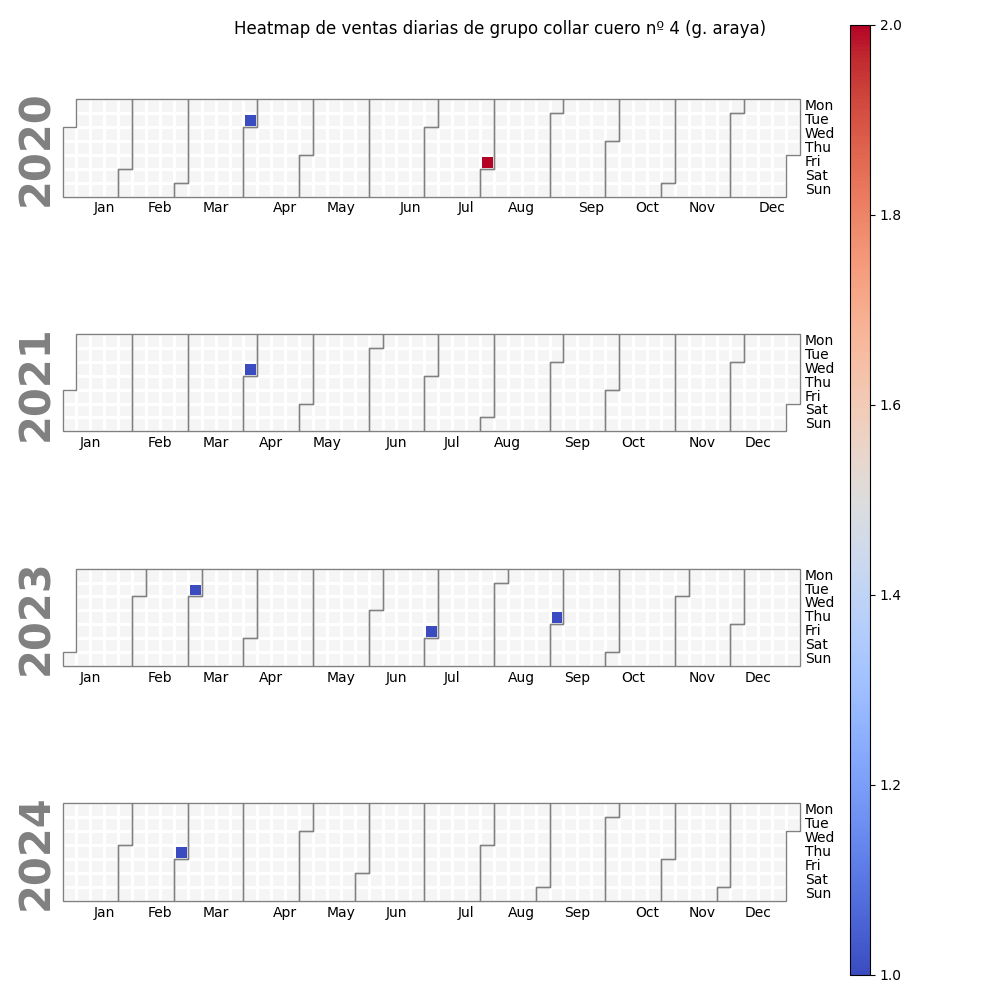 Heatmap de ventas diarias de grupo collar cuero nº 4 (g. araya)
2020
Mon
Tue
Wed
Thu
Fri
Sat
Sun
Jan Feb Mar Apr May Jun Jul Aug Sep Oct Nov Dec
2021
Mon
Tue
Wed
Thu
Fri
Sat
Sun
Jan Feb Mar Apr May Jun Jul Aug Sep Oct Nov Dec
2023
Mon
Tue
Wed
Thu
Fri
Sat
Sun
Jan Feb Mar Apr May Jun Jul Aug Sep Oct Nov Dec
2024
Mon
Tue
Wed
Thu
Fri
Sat
Sun
Jan Feb Mar Apr May Jun Jul Aug Sep Oct Nov Dec
2.0
1.8
1.6
1.4
1.2
1.0